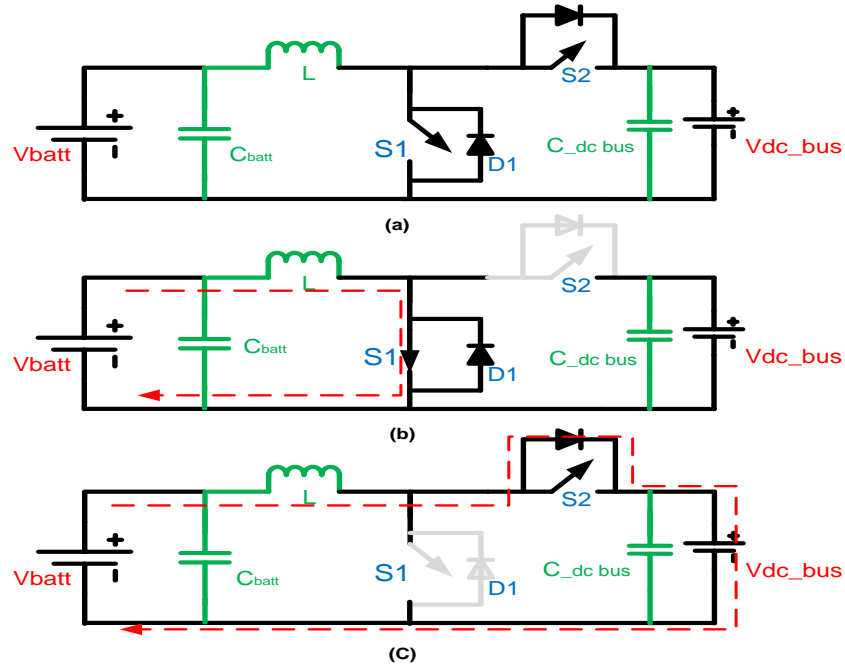 L
S2
+
Vbatt
Cbatt
S1
D1
C_dc bus
+
Vdc_bus
(a)
L
S2
+
Vbatt
Cbatt
S1
D1
C_dc bus
+
Vdc_bus
(b)
L
S2
+
Vbatt
Cbatt
S1
D1
C_dc bus
+
Vdc_bus
(C)